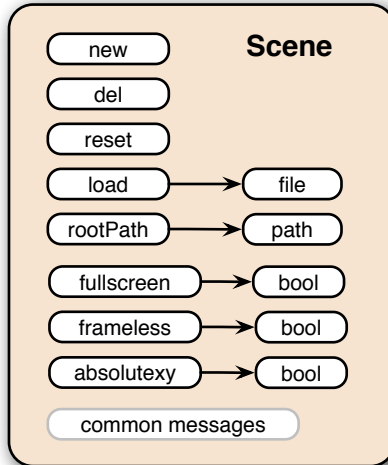 Scene
new
del
reset
load file
rootPath path
fullscreen bool
frameless bool
absolutexy bool
common messages